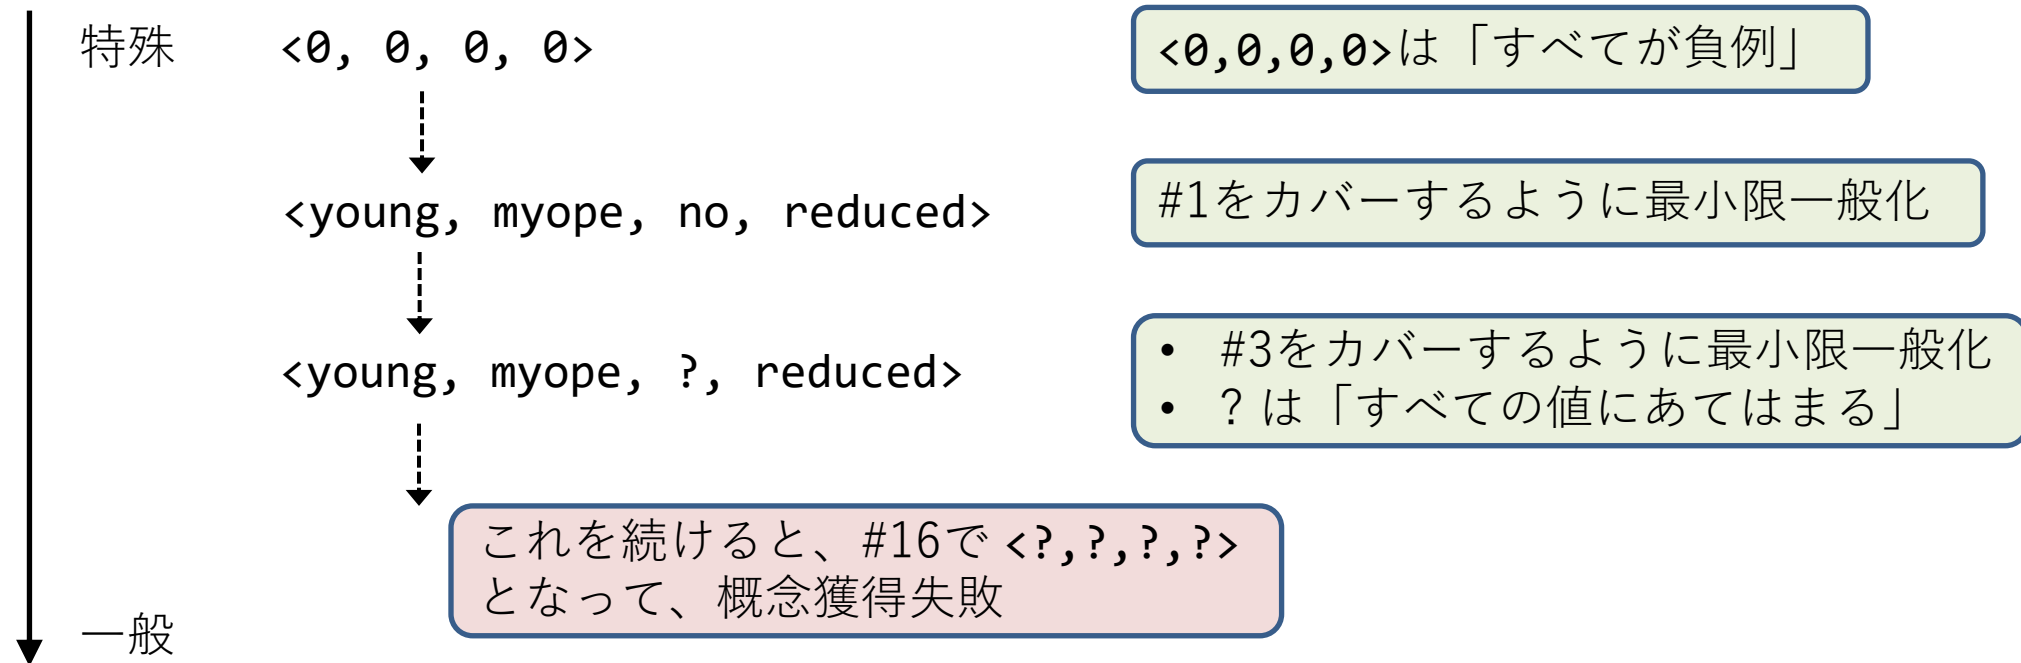 特殊
<0, 0, 0, 0>
<0,0,0,0>は「すべてが負例」
<young, myope, no, reduced>
#1をカバーするように最小限一般化
<young, myope, ?, reduced>
• #3をカバーするように最小限一般化
• ? は「すべての値にあてはまる」
これを続けると、#16で <?,?,?,?>
となって、概念獲得失敗
一般